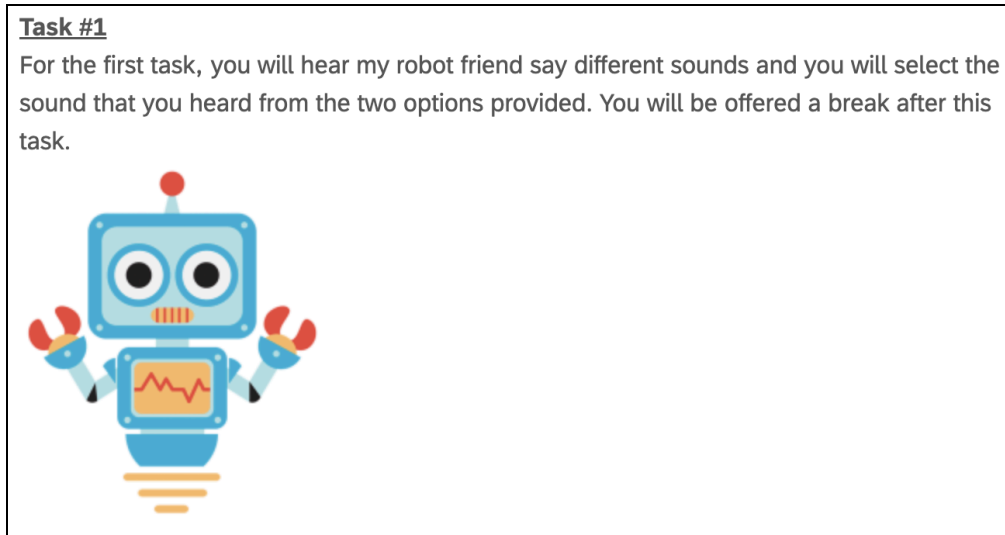 Task #1
For the first task, you will hear my robot friend say different sounds and you will select the
sound that you heard from the two options provided. You will be offered a break after this
task.